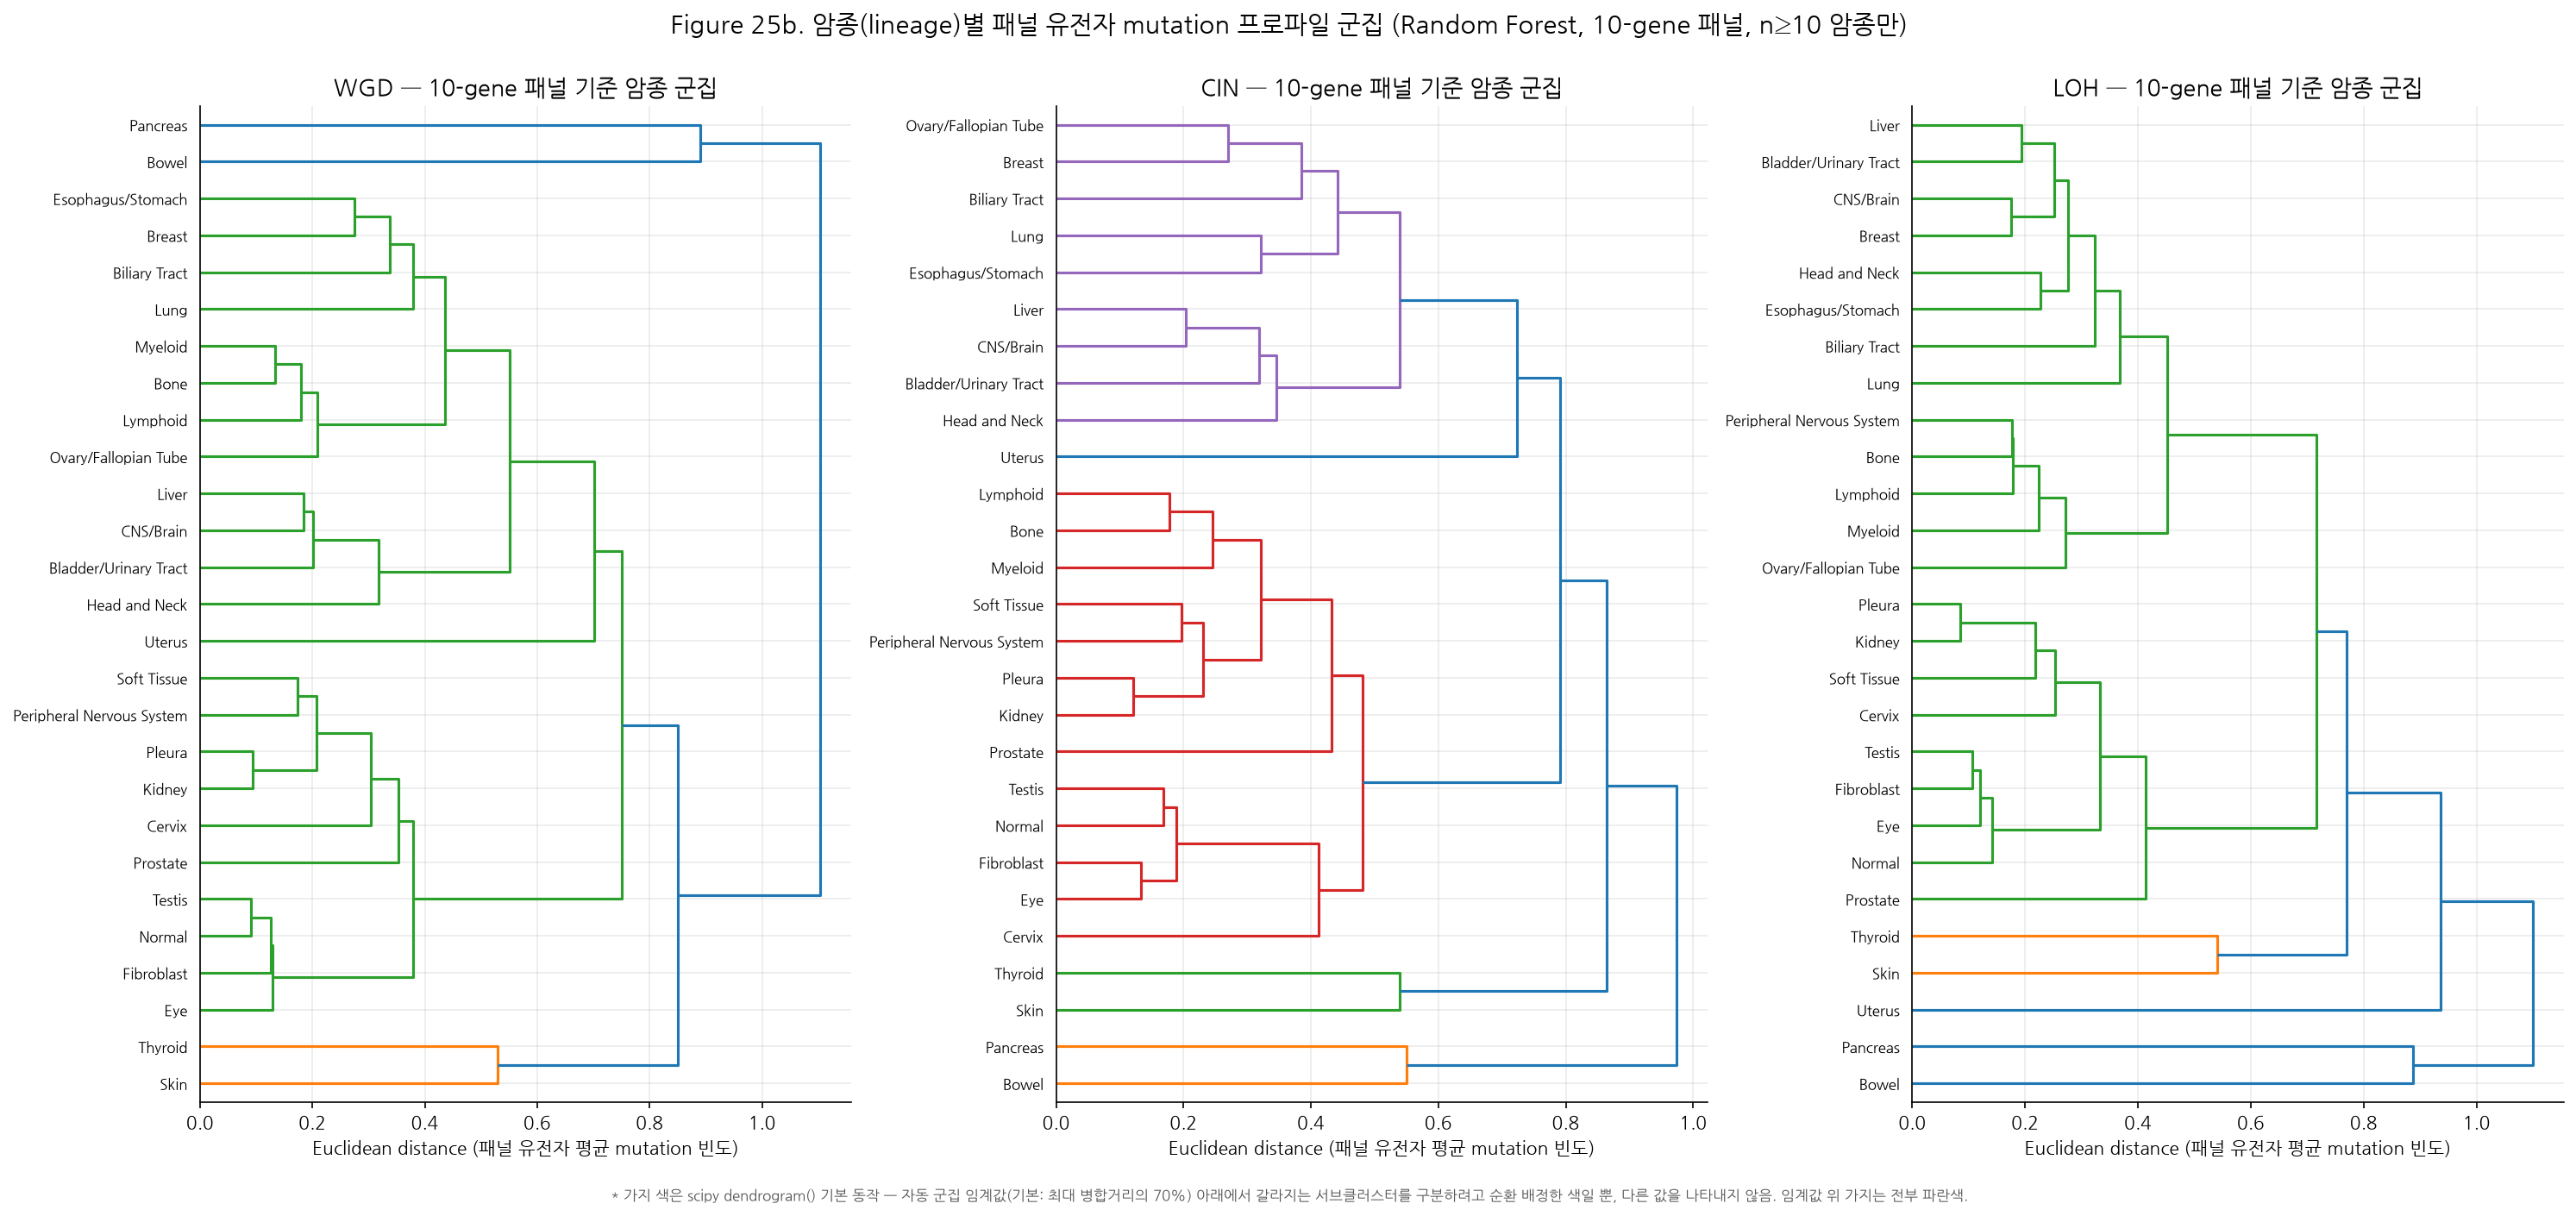 Figure 25b. 암종(lineage)별 패널 유전자 mutation 프로파일 군집 (Random Forest, 10-gene 패널, n≥10 암종만)
WGD — 10-gene 패널 기준 암종 군집
Pancreas
Bowel
Esophagus/Stomach
Breast
Biliary Tract
Lung
Myeloid
Bone
Lymphoid
Ovary/Fallopian Tube
Liver
CNS/Brain
Bladder/Urinary Tract
Head and Neck
Uterus
Soft Tissue
Peripheral Nervous System
Pleura
Kidney
Cervix
Prostate
Testis
Normal
Fibroblast
Eye
Thyroid
Skin
0.0 0.2 0.4 0.6 0.8 1.0
Euclidean distance (패널 유전자 평균 mutation 빈도)
CIN — 10-gene 패널 기준 암종 군집
Ovary/Fallopian Tube
Breast
Biliary Tract
Lung
Esophagus/Stomach
Liver
CNS/Brain
Bladder/Urinary Tract
Head and Neck
Uterus
Lymphoid
Bone
Myeloid
Soft Tissue
Peripheral Nervous System
Pleura
Kidney
Prostate
Testis
Normal
Fibroblast
Eye
Cervix
Thyroid
Skin
Pancreas
Bowel
0.0 0.2 0.4 0.6 0.8 1.0
Euclidean distance (패널 유전자 평균 mutation 빈도)
LOH — 10-gene 패널 기준 암종 군집
Liver
Bladder/Urinary Tract
CNS/Brain
Breast
Head and Neck
Esophagus/Stomach
Biliary Tract
Lung
Peripheral Nervous System
Bone
Lymphoid
Myeloid
Ovary/Fallopian Tube
Pleura
Kidney
Soft Tissue
Cervix
Testis
Fibroblast
Eye
Normal
Prostate
Thyroid
Skin
Uterus
Pancreas
Bowel
0.0 0.2 0.4 0.6 0.8 1.0
Euclidean distance (패널 유전자 평균 mutation 빈도)
* 가지 색은 scipy dendrogram() 기본 동작 — 자동 군집 임계값(기본: 최대 병합거리의 70%) 아래에서 갈라지는 서브클러스터를 구분하려고 순환 배정한 색일 뿐, 다른 값을 나타내지 않음. 임계값 위 가지는 전부 파란색.